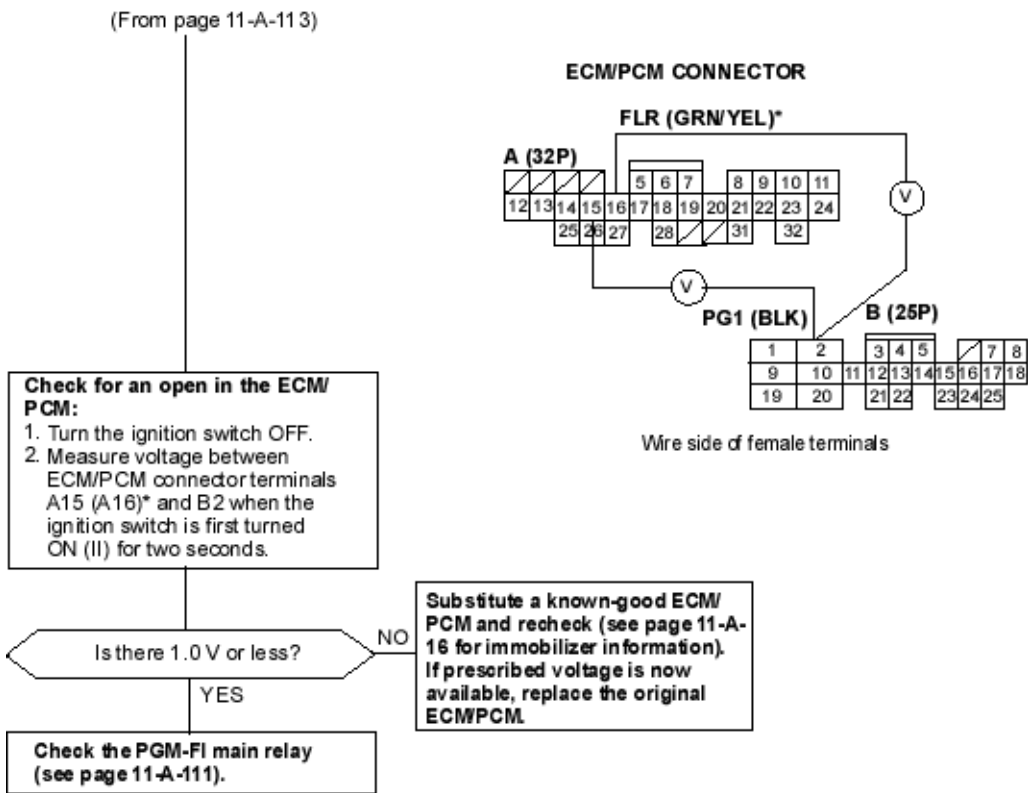 (From page 11-A-113)
ECM/PCM CONNECTOR
FLR (GRN/YEL)*
A (32P)
5 6 7 8 9 10 11
12 13 14 15 16 17 18 19 20 21 22 23 24
25 26 27 28 31 32
V
V
PG1 (BLK)
B (25P)
1 2 3 4 5 7 8
9 10 11 12 13 14 15 16 17 18
19 20 21 22 23 24 25
Wire side of female terminals
Check for an open in the ECM/
PCM:
1. Turn the ignition switch OFF.
2. Measure voltage between
ECM/PCM connector terminals
A15 (A16)* and B2 when the
ignition switch is first turned
ON (II) for two seconds.
Is there 1.0 V or less?
NO
YES
Substitute a known-good ECM/
PCM and recheck (see page 11-A-
16 for immobilizer information).
If prescribed voltage is now
available, replace the original
ECM/PCM.
Check the PGM-FI main relay
(see page 11-A-111).